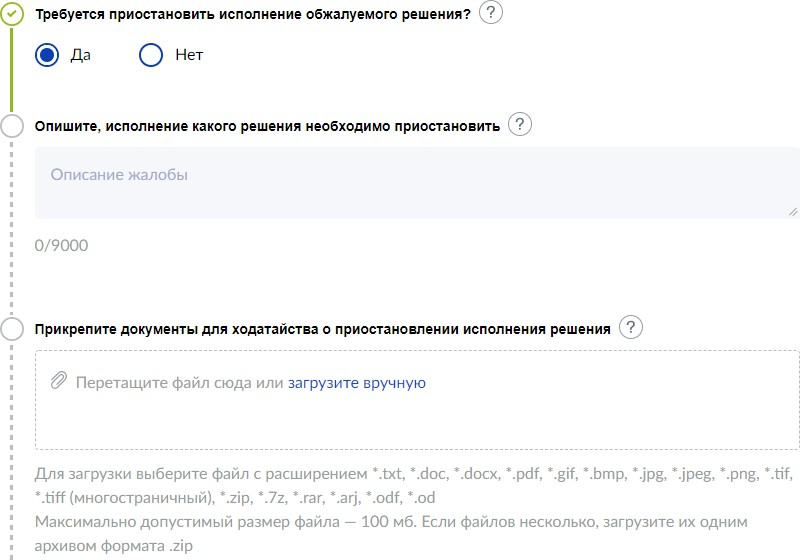 Требуется приостановить исполнение обжалуемого решения? ?
Да Нет
Опишите, исполнение какого решения необходимо приостановить ?
Описание жалобы
0/9000
Прикрепите документы для ходатайства о приостановлении исполнения решения ?
Перетащите файл сюда или загрузите вручную
Для загрузки выберите файл с расширением *.txt, *.doc, *.docx, *.pdf, *.gif, *.bmp, *.jpg, *.jpeg, *.png, *.tif,
*.tiff (многостраничный), *.zip, *.7z, *.rar, *.arj, *.odf, *.od
Максимально допустимый размер файла — 100 мб. Если файлов несколько, загрузите их одним
архивом формата .zip